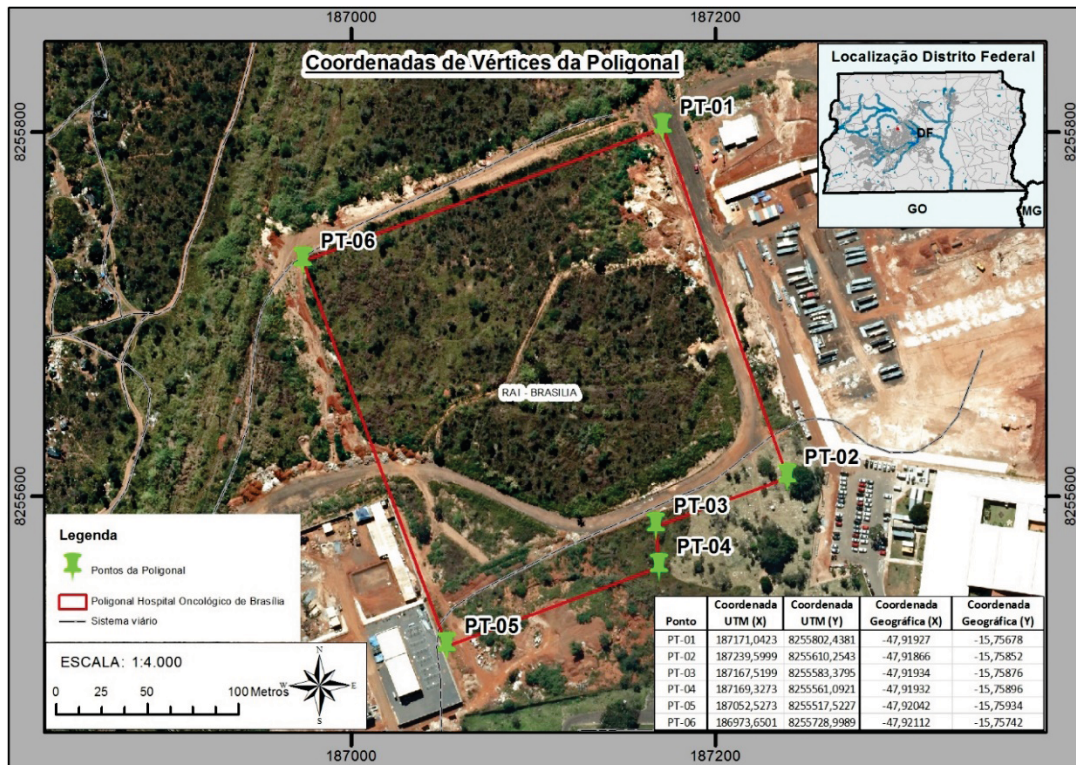 187000
187200
Coordenadas de Vértices da Poligonal
Localização Distrito Federal
DF
GO
MG
8255800
8255800
PT-01
PT-06
RA I - BRASILIA
PT-02
8255600
8255600
PT-03
PT-04
PT-05
Legenda
Pontos da Poligonal
Poligonal Hospital Oncológico de Brasília
Sistema viário
ESCALA: 1:4.000
0 25 50 100 Metros
N
W E
S
Ponto Coordenada UTM (X) Coordenada UTM (Y) Coordenada Geográfica (X) Coordenada Geográfica (Y)
PT-01 187171,0423 8255802,4381 -47,91927 -15,75678
PT-02 187239,5999 8255610,2543 -47,91866 -15,75852
PT-03 187167,5199 8255583,3795 -47,91934 -15,75876
PT-04 187169,3273 8255561,0921 -47,91932 -15,75896
PT-05 187052,5273 8255517,5227 -47,92042 -15,75934
PT-06 186973,6501 8255728,9989 -47,92112 -15,75742
187000
187200